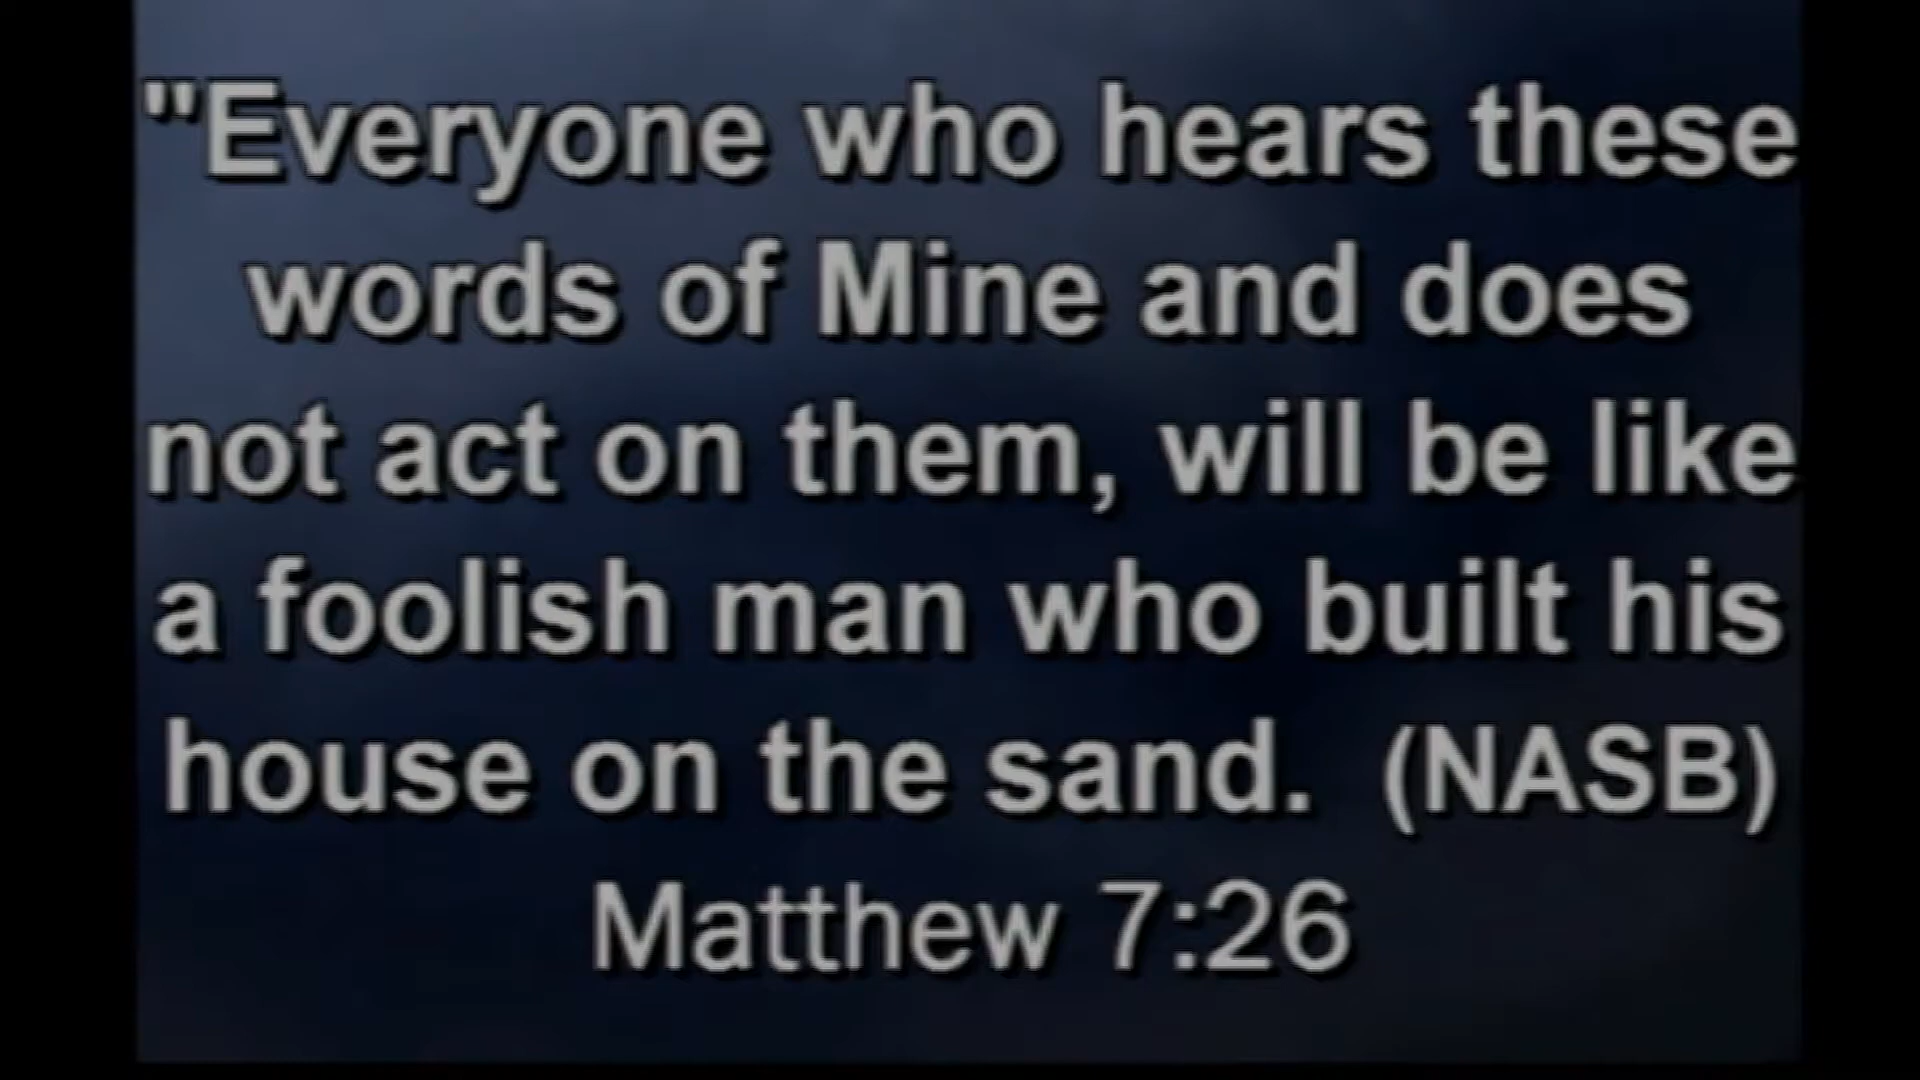 "Everyone who hears these
words of Mine and does
not act on them, will be like
a foolish man who built his
house on the sand.  (NASB)
Matthew 7:26